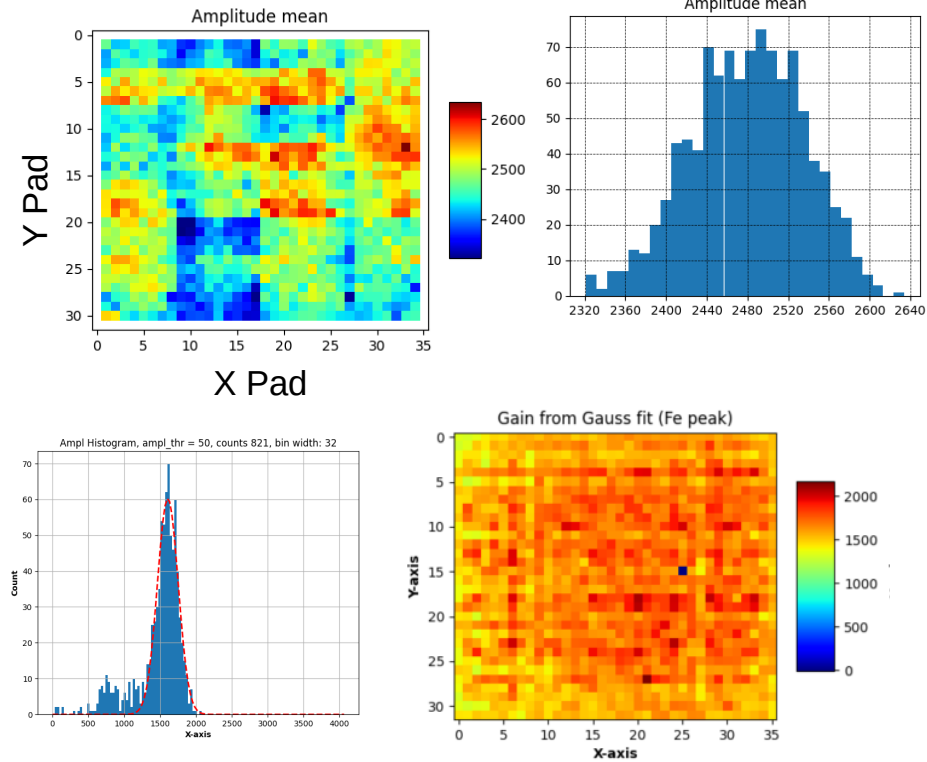 Amplitude mean
0
5
10
15
20
25
30
Y Pad
0 5 10 15 20 25 30 35
X Pad
2600
2500
2400
Amplitude mean
70
60
50
40
30
20
10
0
2320 2360 2400 2440 2480 2520 2560 2600 2640
Ampl Histogram, ampl_thr = 50, counts 821, bin width: 32
70
60
50
40
30
20
10
0
Count
0 500 1000 1500 2000 2500 3000 3500 4000
X-axis
Gain from Gauss fit (Fe peak)
0
5
10
15
20
25
30
Y-axis
0 5 10 15 20 25 30 35
X-axis
2000
1500
1000
500
0